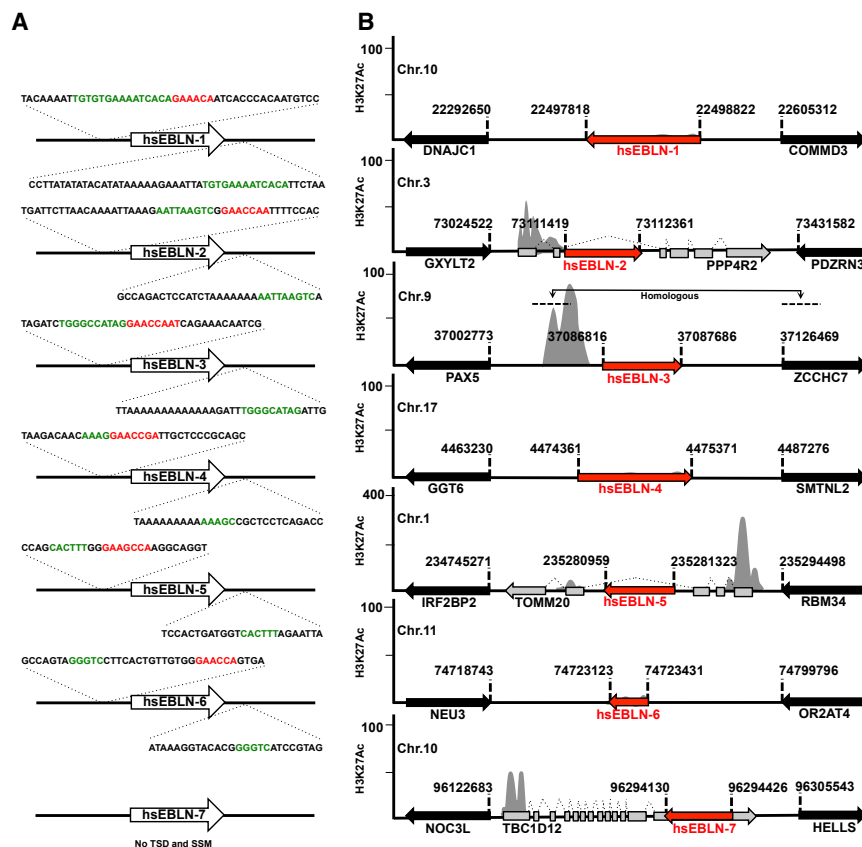 A
TACAAAATTGTGTGAAAATCACAGAAACAATCACCCACAATGTCC
hsEBLN-1
CCTTATATATACATATAAAAAGAAATTATGTGAAAATCACATTCTAA
TGATTCTTAACAAAATTAAAGAATTAAGTCGGAACCAATTTTCCAC
hsEBLN-2
GCCAGACTCCATCTAAAAAAAAATTAAGTCA
TAGATCTGGGCCATAGGAACCAATCAGAAACAATCG
hsEBLN-3
TTAAAAAAAAAAAAAGATTTGGGCATAGATTG
TAAGACAACAAAGGAACCGATTGCTCCCGCAGC
hsEBLN-4
TAAAAAAAAAAAAGCCGCTCCTCAGACC
CCAGCACTTTGGGAAGCCAAGGCAGGT
hsEBLN-5
TCCACTGATGGTCACTTTAGAATTA
GCCAGTAGGGTCCTTCACTGTTGTGGGAACCAGTGA
hsEBLN-6
ATAAAGGTACACGGGGTCATCCGTAG
hsEBLN-7
No TSD and SSM
B
100
H3K27Ac
Chr.10
22292650 22497818 22498822 22605312
DNAJC1 hsEBLN-1 COMMD3
100
H3K27Ac
Chr.3
73024522 73111419 73112361 73431582
GXYLT2 hsEBLN-2 PPP4R2 PDZRN3
100
H3K27Ac
Chr.9
Homologous
37002773 37086816 37087686 37126469
PAX5 hsEBLN-3 ZCCHC7
100
H3K27Ac
Chr.17
4463230 4474361 4475371 4487276
GGT6 hsEBLN-4 SMTNL2
400
H3K27Ac
Chr.1
234745271 235280959 235281323 235294498
IRF2BP2 TOMM20 hsEBLN-5 RBM34
100
H3K27Ac
Chr.11
74718743 74723123 74723431 74799796
NEU3 hsEBLN-6 OR2AT4
100
H3K27Ac
Chr.10
96122683 96294130 96294426 96305543
NOC3L TBC1D12 hsEBLN-7 HELLS